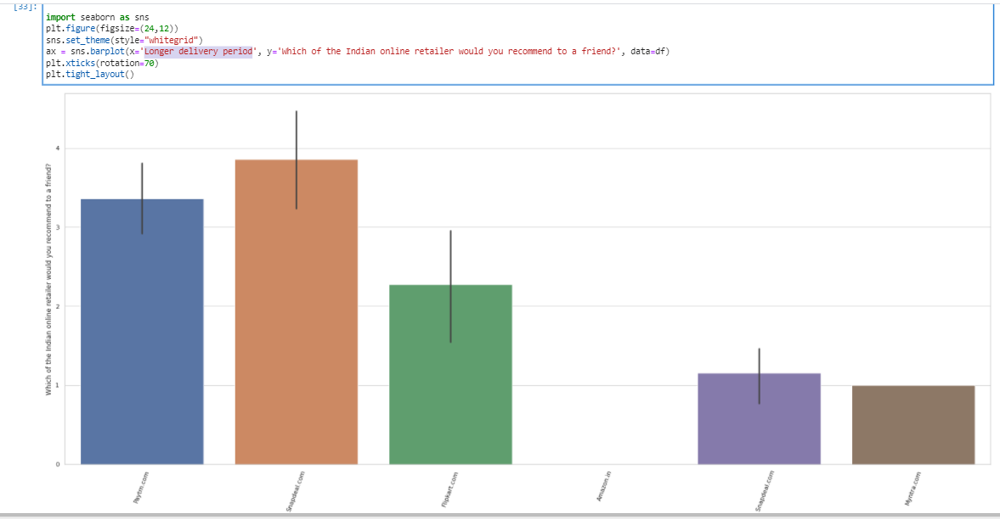 [33]:
import seaborn as sns
plt.figure(figsize=(24,12))
sns.set_theme(style="whitegrid")
ax = sns.barplot(x='Longer delivery period', y='Which of the Indian online retailer would you recommend to a friend?', data=df)
plt.xticks(rotation=70)
plt.tight_layout()
Which of the Indian online retailer would you recommend to a friend?
4
3
2
1
0
Paytm.com
Snapdeal.com
Flipkart.com
Amazon.in
Snapdeal.com
Myntra.com